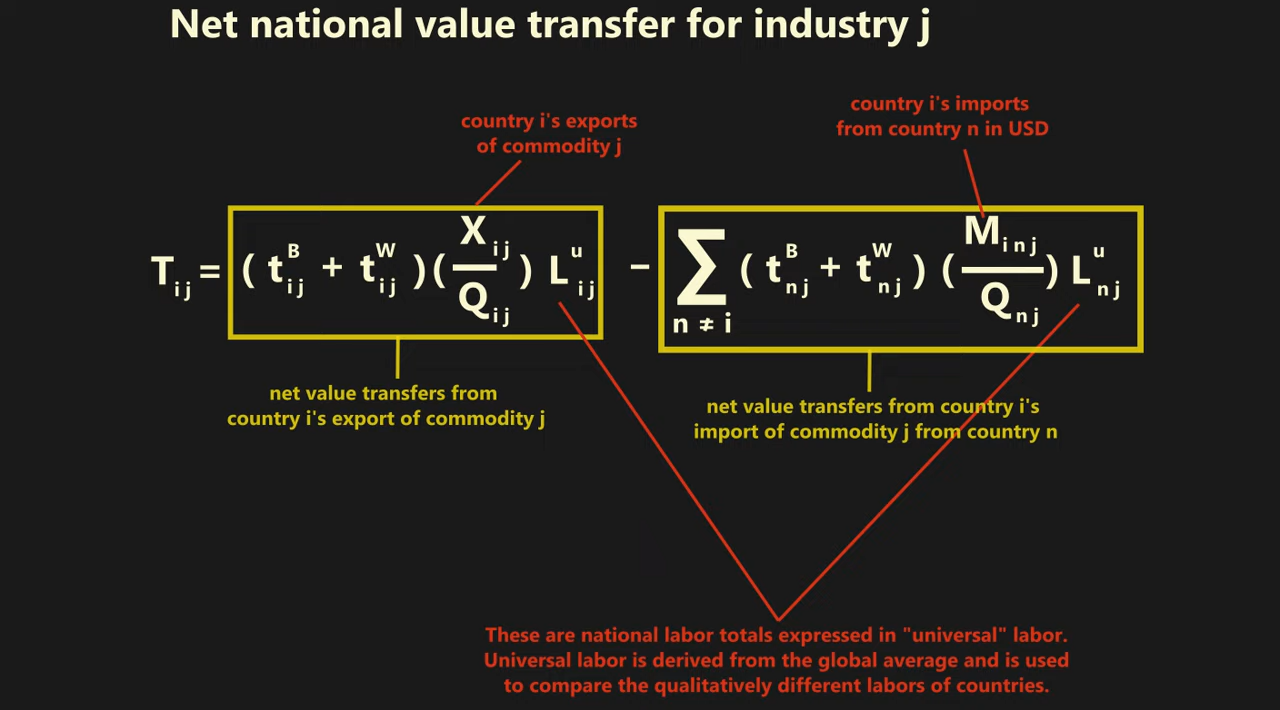 Net national value transfer for industry j
country i's exports
of commodity j
country i's imports
from country n in USD
T_ij = ( t^B_ij + t^W_ij )( X_ij / Q_ij ) L^u_ij − ∑_{n ≠ i} ( t^B_nj + t^W_nj ) ( M_inj / Q_nj ) L^u_nj
net value transfers from
country i's export of commodity j
net value transfers from country i's
import of commodity j from country n
These are national labor totals expressed in "universal" labor.
Universal labor is derived from the global average and is used
to compare the qualitatively different labors of countries.